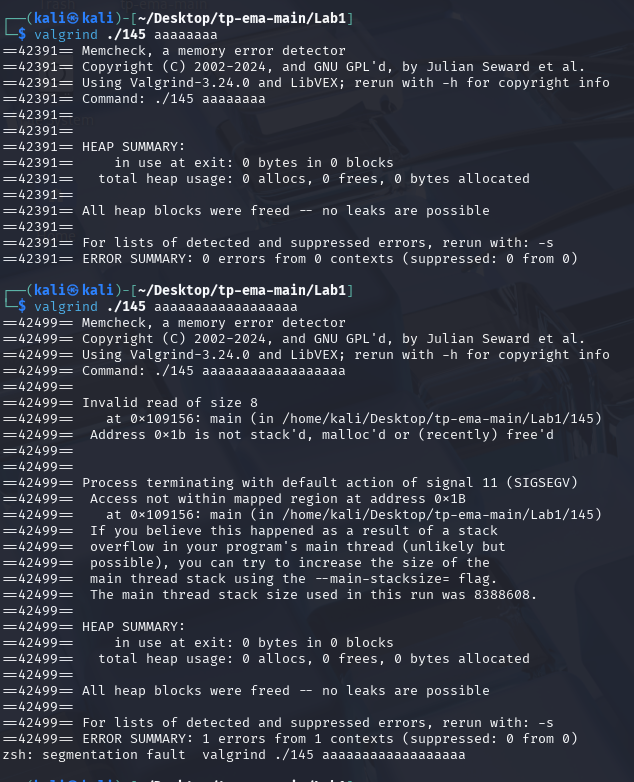 ┌──(kali㉿kali)-[~/Desktop/tp-ema-main/Lab1]
└─$ valgrind ./145 aaaaaaaa
==42391== Memcheck, a memory error detector
==42391== Copyright (C) 2002-2024, and GNU GPL'd, by Julian Seward et al.
==42391== Using Valgrind-3.24.0 and LibVEX; rerun with -h for copyright info
==42391== Command: ./145 aaaaaaaa
==42391==
==42391==
==42391== HEAP SUMMARY:
==42391==     in use at exit: 0 bytes in 0 blocks
==42391==   total heap usage: 0 allocs, 0 frees, 0 bytes allocated
==42391==
==42391== All heap blocks were freed -- no leaks are possible
==42391==
==42391== For lists of detected and suppressed errors, rerun with: -s
==42391== ERROR SUMMARY: 0 errors from 0 contexts (suppressed: 0 from 0)
┌──(kali㉿kali)-[~/Desktop/tp-ema-main/Lab1]
└─$ valgrind ./145 aaaaaaaaaaaaaaaaaa
==42499== Memcheck, a memory error detector
==42499== Copyright (C) 2002-2024, and GNU GPL'd, by Julian Seward et al.
==42499== Using Valgrind-3.24.0 and LibVEX; rerun with -h for copyright info
==42499== Command: ./145 aaaaaaaaaaaaaaaaaa
==42499==
==42499== Invalid read of size 8
==42499==    at 0×109156: main (in /home/kali/Desktop/tp-ema-main/Lab1/145)
==42499==  Address 0×1b is not stack'd, malloc'd or (recently) free'd
==42499==
==42499==
==42499== Process terminating with default action of signal 11 (SIGSEGV)
==42499==  Access not within mapped region at address 0×1B
==42499==    at 0×109156: main (in /home/kali/Desktop/tp-ema-main/Lab1/145)
==42499==  If you believe this happened as a result of a stack
==42499==  overflow in your program's main thread (unlikely but
==42499==  possible), you can try to increase the size of the
==42499==  main thread stack using the --main-stacksize= flag.
==42499==  The main thread stack size used in this run was 8388608.
==42499==
==42499== HEAP SUMMARY:
==42499==     in use at exit: 0 bytes in 0 blocks
==42499==   total heap usage: 0 allocs, 0 frees, 0 bytes allocated
==42499==
==42499== All heap blocks were freed -- no leaks are possible
==42499==
==42499== For lists of detected and suppressed errors, rerun with: -s
==42499== ERROR SUMMARY: 1 errors from 1 contexts (suppressed: 0 from 0)
zsh: segmentation fault  valgrind ./145 aaaaaaaaaaaaaaaaaa